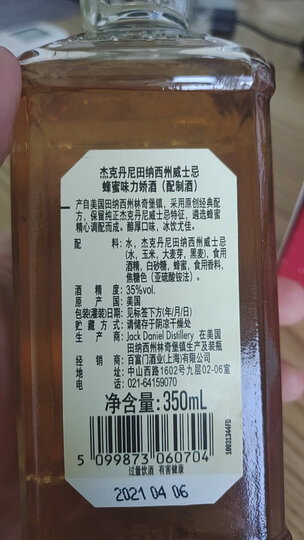 杰克丹尼田纳西州威士忌
蜂蜜味力娇酒（配制酒）
产自美国田纳西州林奇堡镇，采用原创经典配
方，保留纯正杰克丹尼威士忌特征，遴选蜂蜜
精心调配而成。醇厚口味，冰饮尤佳。
配 料：水，杰克丹尼田纳西州威士忌
（水，玉米，大麦芽，黑麦），食用
酒精，白砂糖，蜂蜜，食用香料，
焦糖色（亚硫酸铵法）。
酒 精 度：35%vol.
原 产 国：美国
包装(灌装)日期：见标签下方(年/月/日)
贮 藏 方 式：请储存于阴凉干燥处
生 产 商：Jack Daniel Distillery 在美国
田纳西州林奇堡镇生产及装瓶
经 销 商：百富门酒业(上海)有限公司
地 址：中山西路1602号九层02-06室
电 话：021-64159070
净含量：350mL
5 099873 060704
过量饮酒 有害健康
2021 04 06